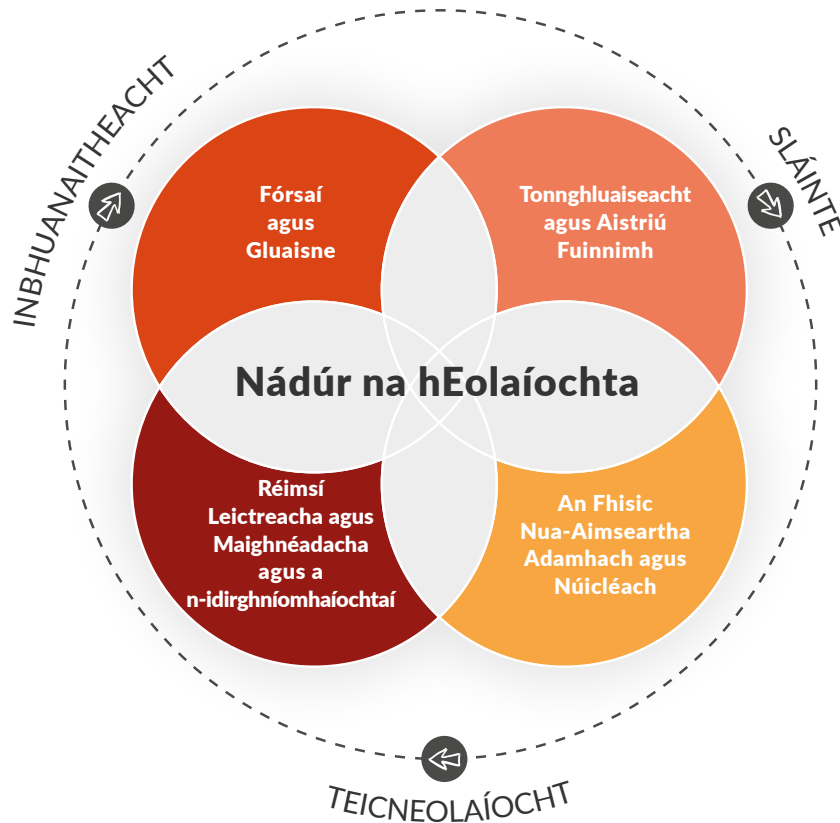 INBHUANAITHEACHT
SLÁINTE
Fórsaí
agus
Gluaisne
Tonnghluaiseacht
agus Aistriú
Fuinnimh
Nádúr na hEolaíochta
Réimsí
Leictreacha agus
Maighnéadacha
agus a
n-idirghníomhaíochtaí
An Fhisic
Nua-Aimseartha
Adamhach agus
Núicléach
TEICNEOLAÍOCHT